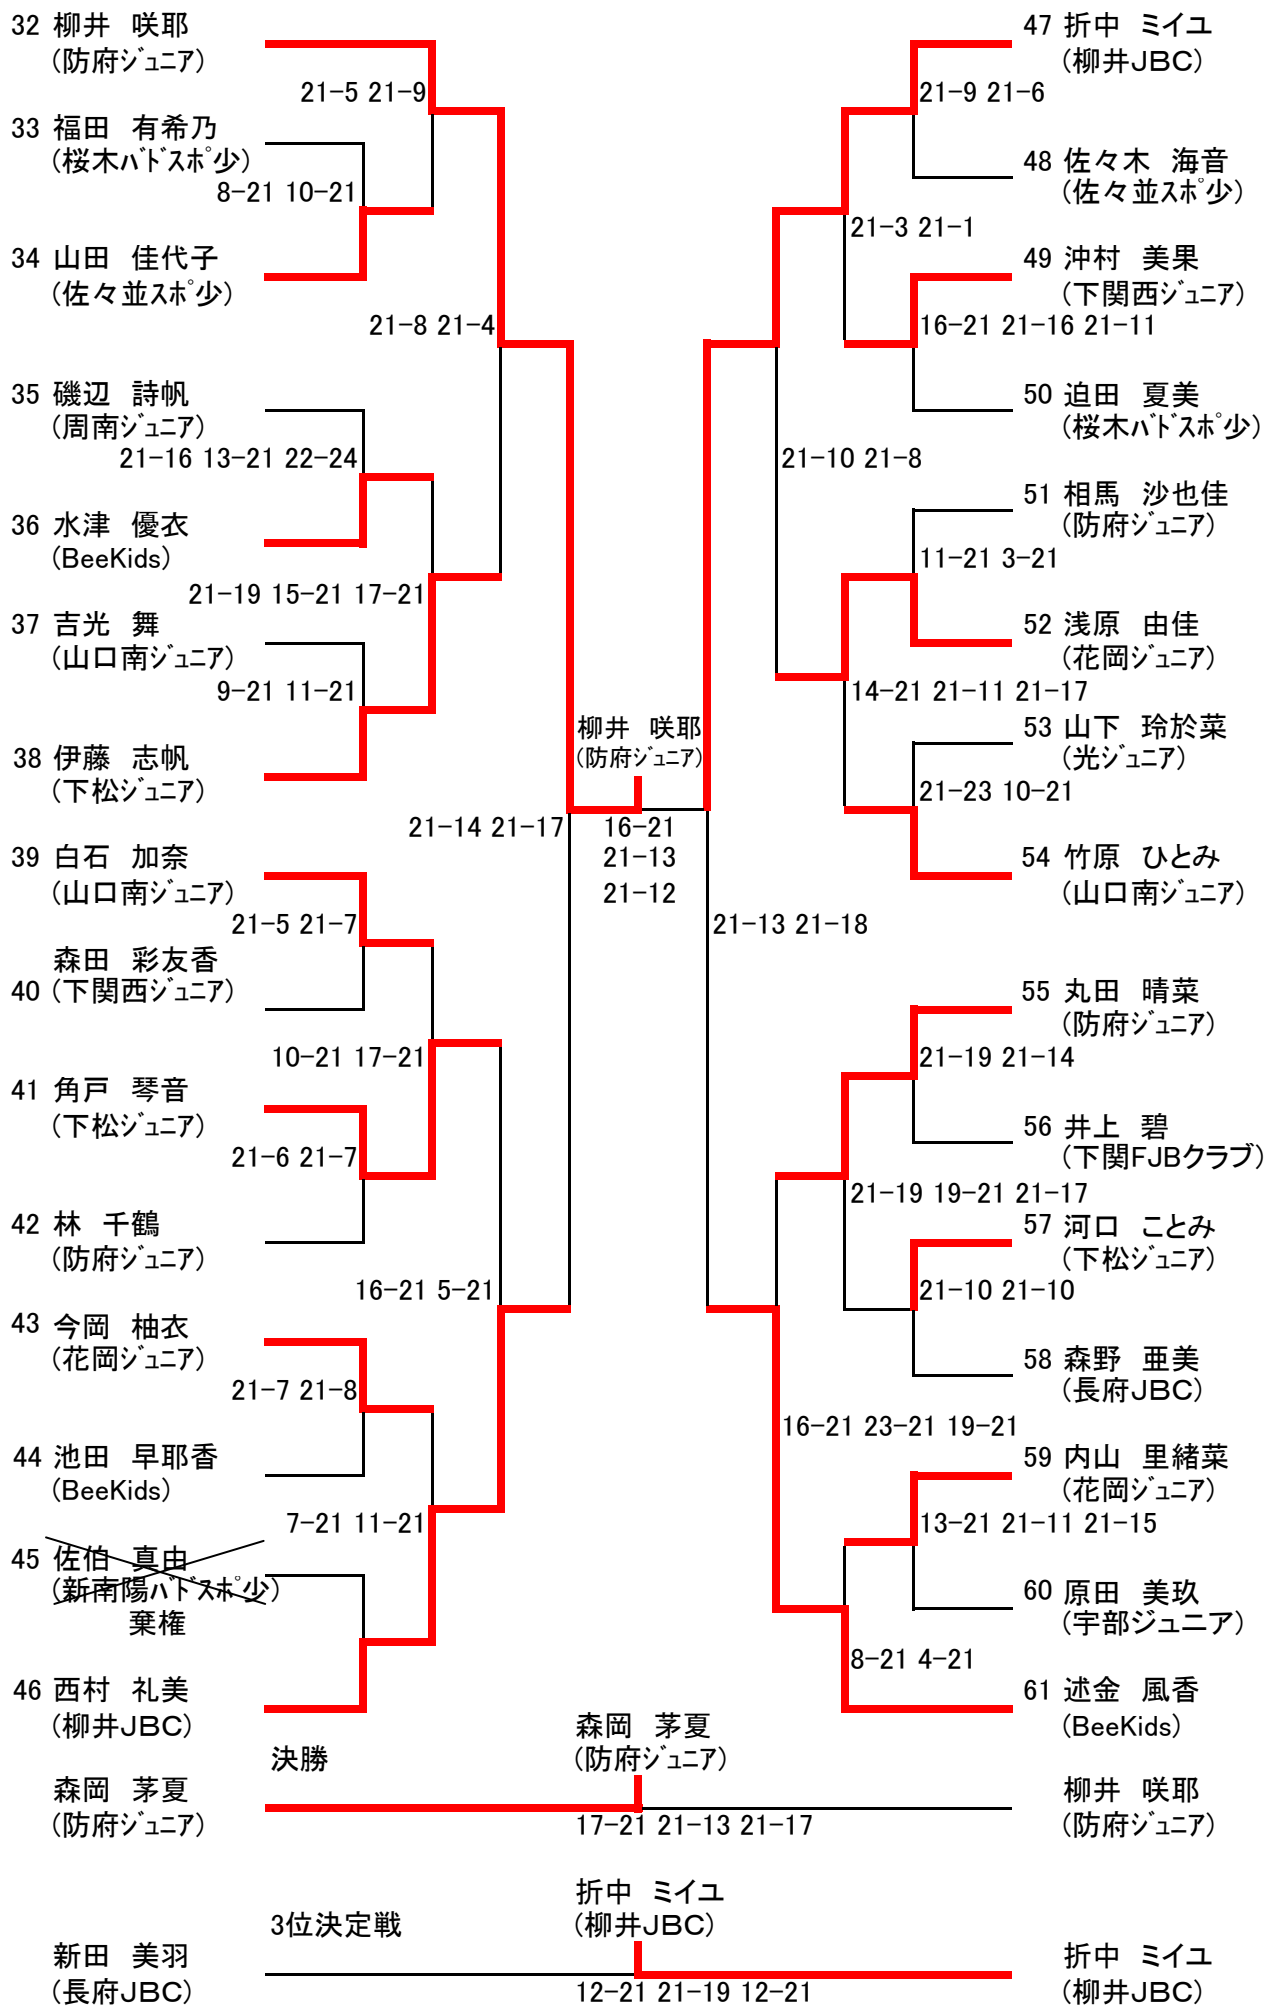 32 柳井 咲耶
(防府ジュニア)
21-5 21-9
33 福田 有希乃
(桜木バドスポ少)
8-21 10-21
34 山田 佳代子
(佐々並スポ少)
21-8 21-4
35 磯辺 詩帆
(周南ジュニア)
21-16 13-21 22-24
36 水津 優衣
(BeeKids)
21-19 15-21 17-21
37 吉光 舞
(山口南ジュニア)
9-21 11-21
38 伊藤 志帆
(下松ジュニア)
21-14 21-17
39 白石 加奈
(山口南ジュニア)
21-5 21-7
森田 彩友香
40 (下関西ジュニア)
10-21 17-21
41 角戸 琴音
(下松ジュニア)
21-6 21-7
42 林 千鶴
(防府ジュニア)
16-21 5-21
43 今岡 柚衣
(花岡ジュニア)
21-7 21-8
44 池田 早耶香
(BeeKids)
7-21 11-21
45 佐伯 真由
(新南陽バドスポ少)
棄権
46 西村 礼美
(柳井JBC)
柳井 咲耶
(防府ジュニア)
16-21
21-13
21-12
47 折中 ミイユ
(柳井JBC)
21-9 21-6
48 佐々木 海音
(佐々並スポ少)
21-3 21-1
49 沖村 美果
(下関西ジュニア)
16-21 21-16 21-11
50 迫田 夏美
(桜木バドスポ少)
21-10 21-8
51 相馬 沙也佳
(防府ジュニア)
11-21 3-21
52 浅原 由佳
(花岡ジュニア)
14-21 21-11 21-17
53 山下 玲於菜
(光ジュニア)
21-23 10-21
54 竹原 ひとみ
(山口南ジュニア)
21-13 21-18
55 丸田 晴菜
(防府ジュニア)
21-19 21-14
56 井上 碧
(下関FJBクラブ)
21-19 19-21 21-17
57 河口 ことみ
(下松ジュニア)
21-10 21-10
58 森野 亜美
(長府JBC)
16-21 23-21 19-21
59 内山 里緒菜
(花岡ジュニア)
13-21 21-11 21-15
60 原田 美玖
(宇部ジュニア)
8-21 4-21
61 述金 風香
(BeeKids)
決勝
森岡 茅夏
(防府ジュニア)
森岡 茅夏
(防府ジュニア)
17-21 21-13 21-17
柳井 咲耶
(防府ジュニア)
3位決定戦
折中 ミイユ
(柳井JBC)
新田 美羽
(長府JBC)
12-21 21-19 12-21
折中 ミイユ
(柳井JBC)